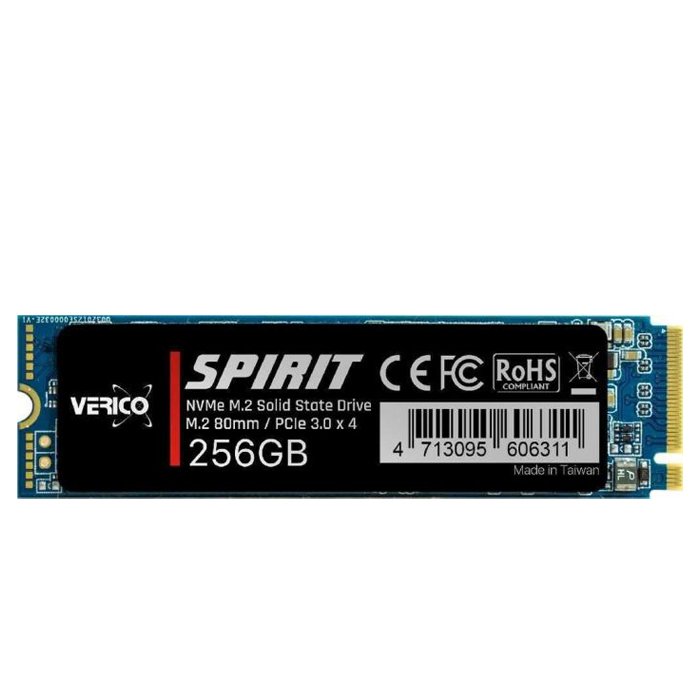 VERICO
SPIRIT
NVMe M.2 Solid State Drive
M.2 80mm / PCIe 3.0 x 4
256GB
CE FC RoHS
COMPLIANT
4 713095 606311
Made in Taiwan